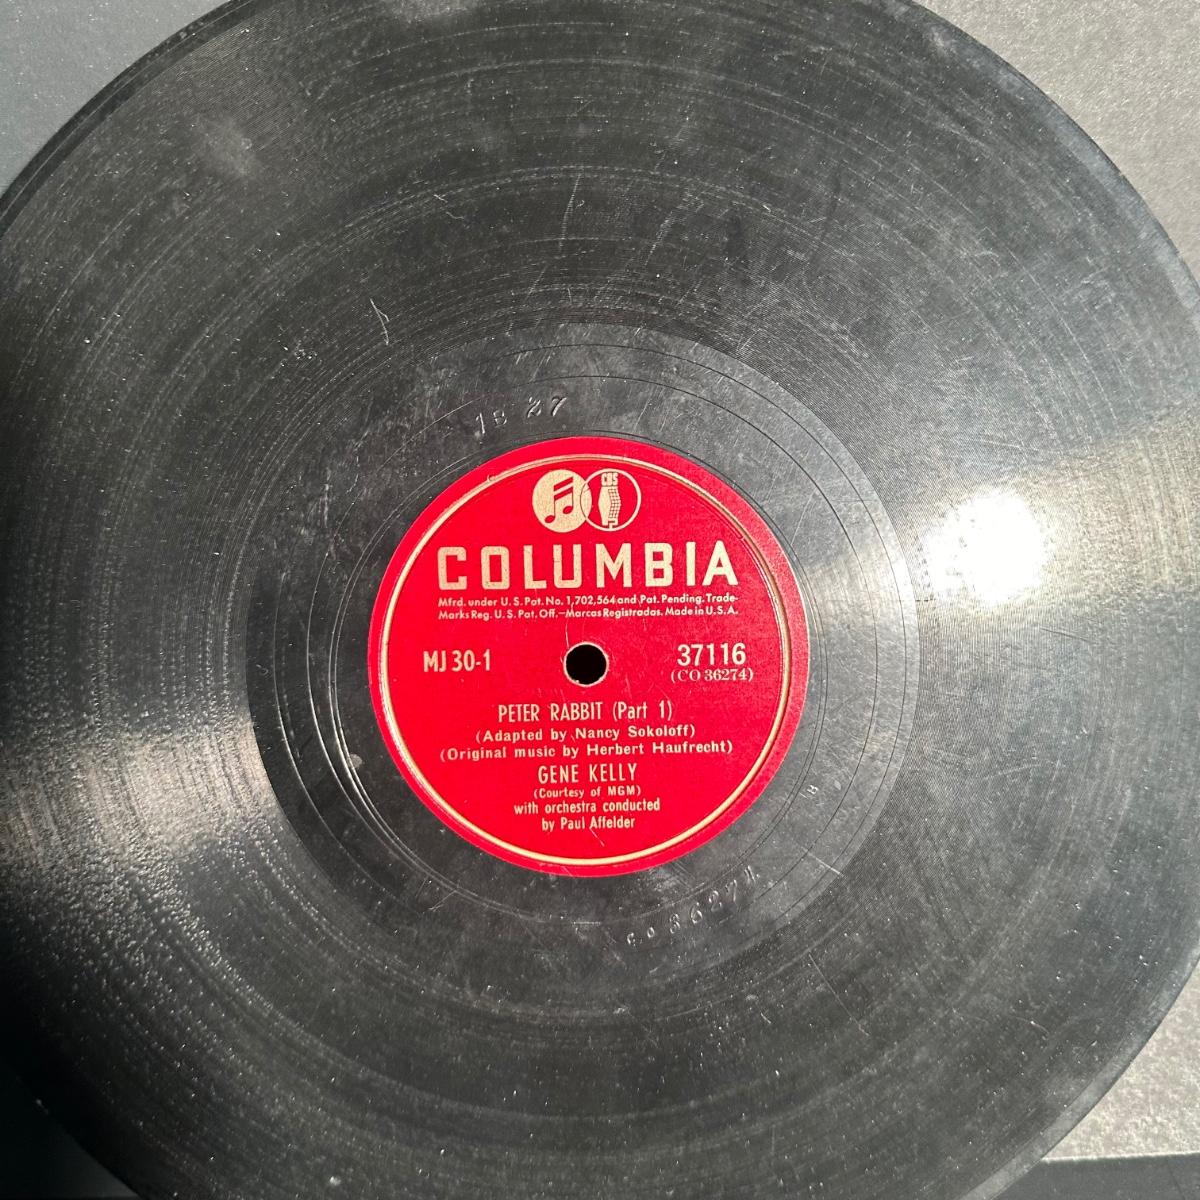 1B 27
CBS
COLUMBIA
Mfrd. under U. S. Pat. No. 1,702,564 and Pat. Pending. Trade-
Marks Reg. U. S. Pat. Off.—Marcas Registradas. Made in U. S. A.
MJ 30-1
37116
(CO 36274)
PETER RABBIT (Part 1)
(Adapted by Nancy Sokoloff)
(Original music by Herbert Haufrecht)
GENE KELLY
(Courtesy of MGM)
with orchestra conducted
by Paul Affelder
CO 36274